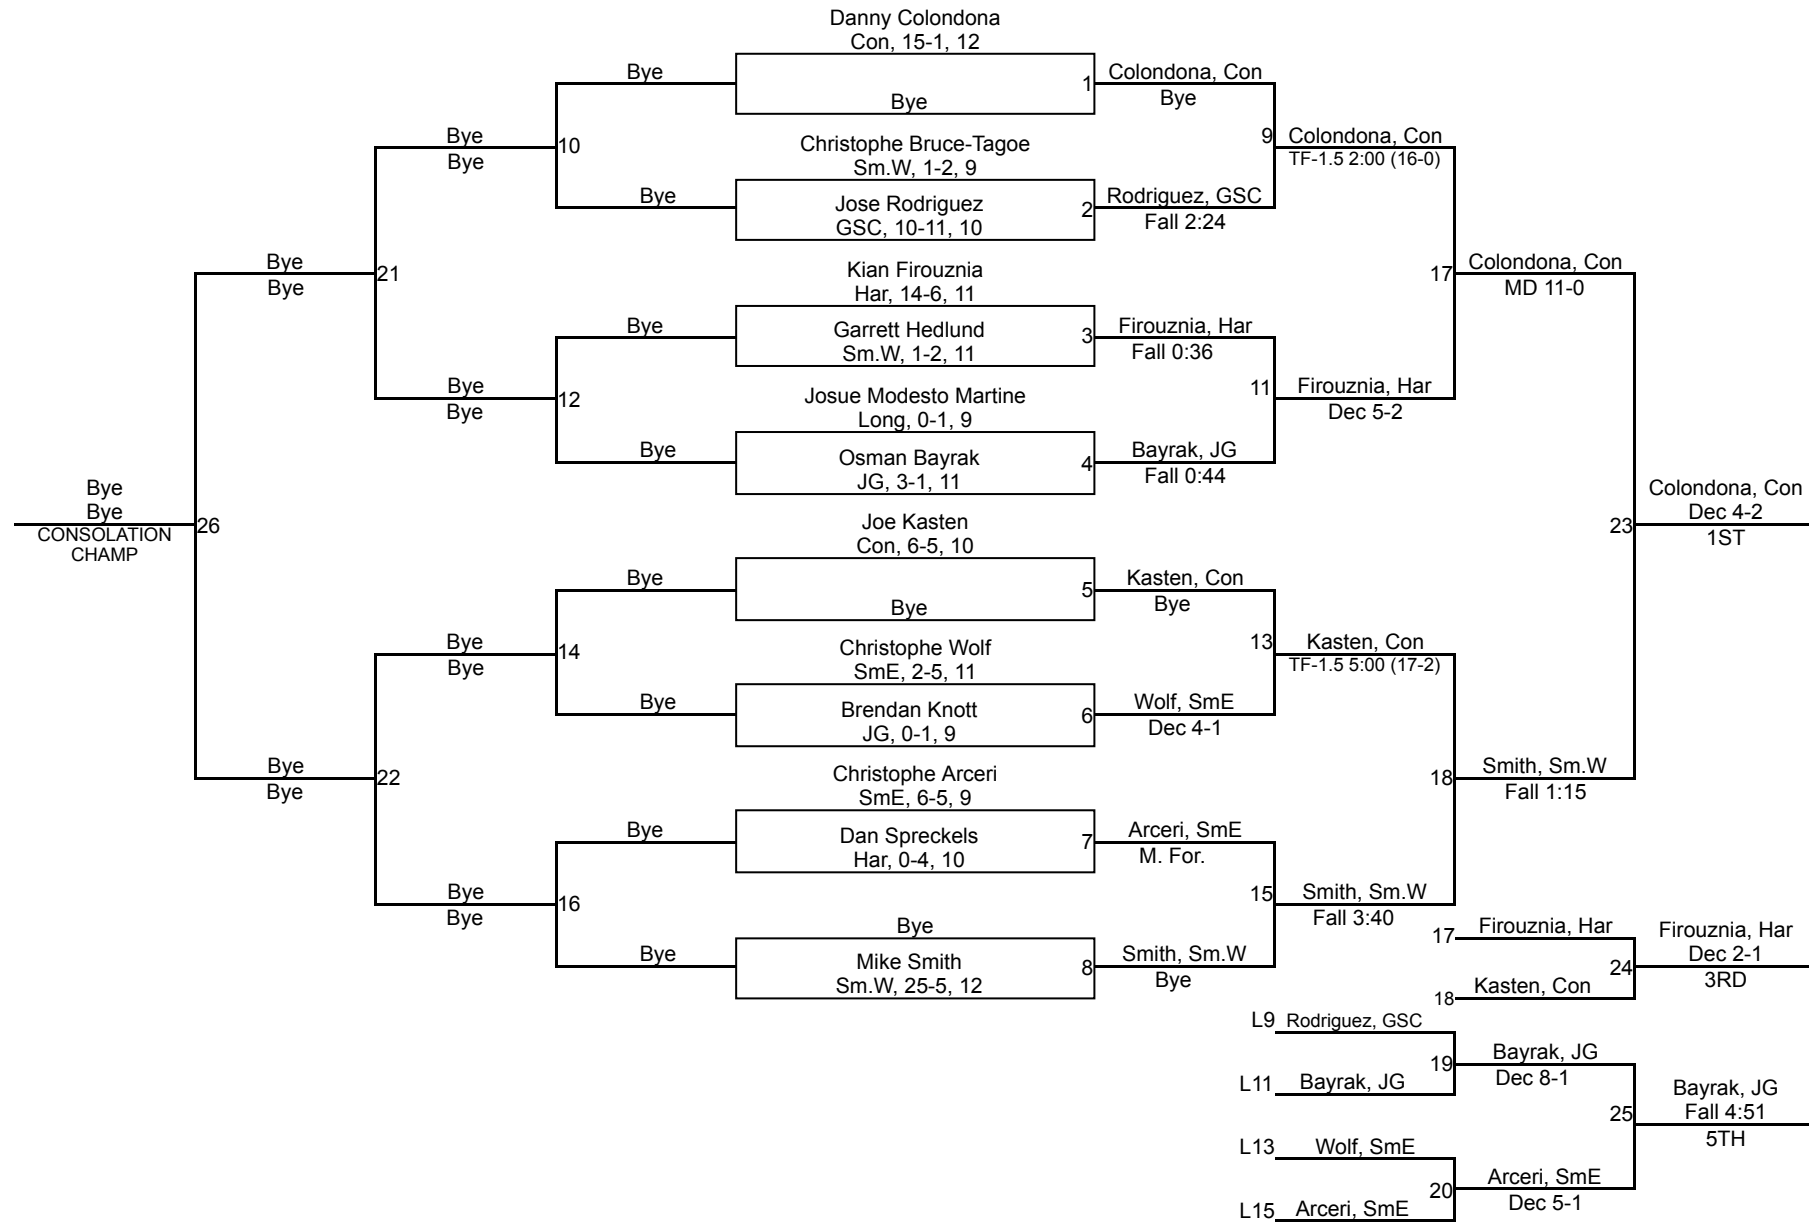 Danny Colondona
Con, 15-1, 12
Bye
1
Colondona, Con
Bye
Bye
Bye
10
Bye
Christophe Bruce-Tagoe
Sm.W, 1-2, 9
9
Colondona, Con
TF-1.5 2:00 (16-0)
Bye
Jose Rodriguez
GSC, 10-11, 10
2
Rodriguez, GSC
Fall 2:24
Bye
Bye
21
Kian Firouznia
Har, 14-6, 11
17
Colondona, Con
MD 11-0
Bye
Garrett Hedlund
Sm.W, 1-2, 11
3
Firouznia, Har
Fall 0:36
Bye
Bye
12
Josue Modesto Martine
Long, 0-1, 9
11
Firouznia, Har
Dec 5-2
Bye
Osman Bayrak
JG, 3-1, 11
4
Bayrak, JG
Fall 0:44
Bye
Bye
CONSOLATION
CHAMP
26
Joe Kasten
Con, 6-5, 10
23
Colondona, Con
Dec 4-2
1ST
Bye
Bye
5
Kasten, Con
Bye
Bye
Bye
14
Christophe Wolf
SmE, 2-5, 11
13
Kasten, Con
TF-1.5 5:00 (17-2)
Bye
Brendan Knott
JG, 0-1, 9
6
Wolf, SmE
Dec 4-1
Bye
Bye
22
Christophe Arceri
SmE, 6-5, 9
18
Smith, Sm.W
Fall 1:15
Bye
Dan Spreckels
Har, 0-4, 10
7
Arceri, SmE
M. For.
Bye
Bye
16
Bye
15
Smith, Sm.W
Fall 3:40
Bye
Mike Smith
Sm.W, 25-5, 12
8
Smith, Sm.W
Bye
17
Firouznia, Har
18
Kasten, Con
24
Firouznia, Har
Dec 2-1
3RD
L9
Rodriguez, GSC
L11
Bayrak, JG
19
Bayrak, JG
Dec 8-1
L13
Wolf, SmE
L15
Arceri, SmE
20
Arceri, SmE
Dec 5-1
25
Bayrak, JG
Fall 4:51
5TH